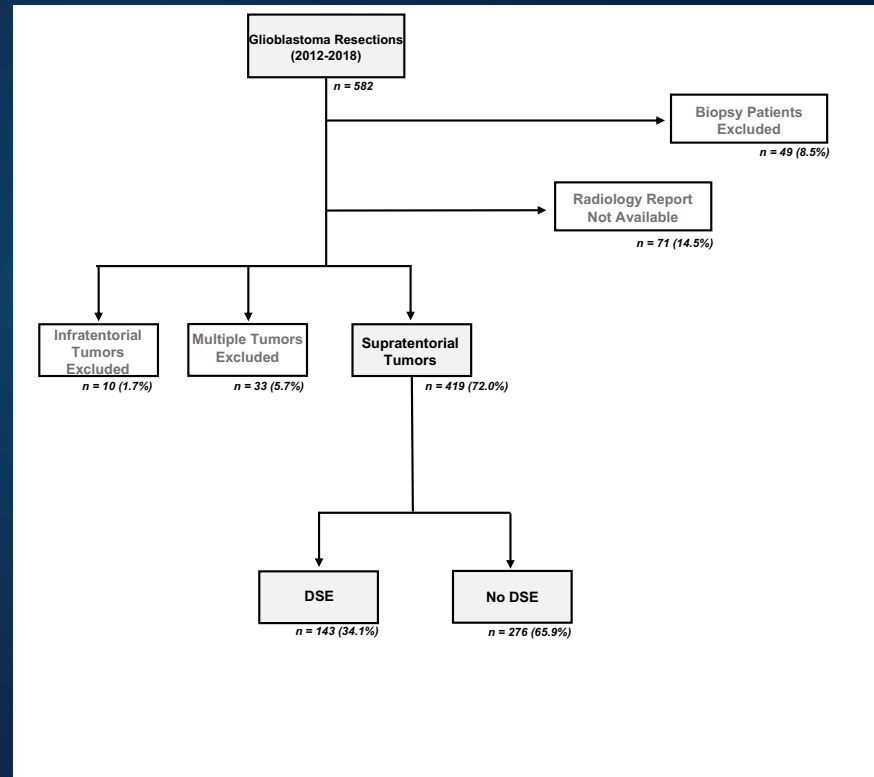 Glioblastoma Resections
(2012-2018)
n = 582
Biopsy Patients
Excluded
n = 49 (8.5%)
Radiology Report
Not Available
n = 71 (14.5%)
Infratentorial
Tumors
Excluded
n = 10 (1.7%)
Multiple Tumors
Excluded
n = 33 (5.7%)
Supratentorial
Tumors
n = 419 (72.0%)
DSE
n = 143 (34.1%)
No DSE
n = 276 (65.9%)